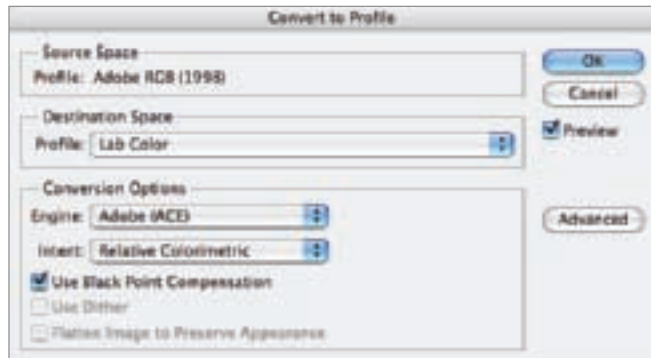 Convert to Profile
Source Space
Profile: Adobe RGB (1998)
OK
Cancel
Preview
Destination Space
Profile: Lab Color
Conversion Options
Engine: Adobe (ACE)
Advanced
Intent: Relative Colorimetric
Use Black Point Compensation
Use Dither
Flatten Image to Preserve Appearance